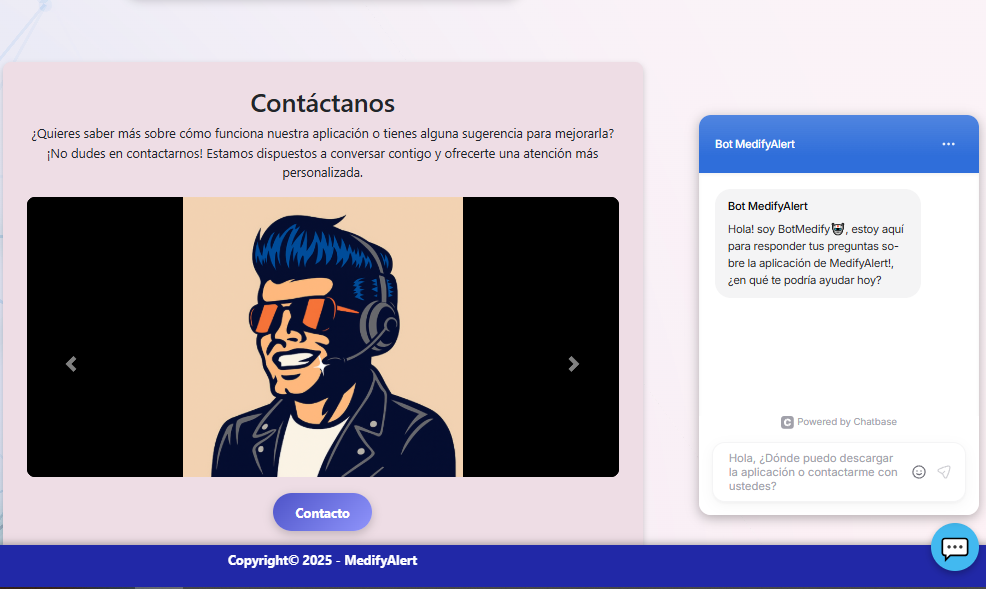 Contáctanos
¿Quieres saber más sobre cómo funciona nuestra aplicación o tienes alguna sugerencia para mejorarla?
¡No dudes en contactarnos! Estamos dispuestos a conversar contigo y ofrecerte una atención más
personalizada.
Contacto
Copyright© 2025 - MedifyAlert
Bot MedifyAlert
Bot MedifyAlert
Hola! soy BotMedify😈, estoy aquí
para responder tus preguntas so-
bre la aplicación de MedifyAlert!,
¿en qué te podría ayudar hoy?
C Powered by Chatbase
Hola, ¿Dónde puedo descargar
la aplicación o contactarme con
ustedes?